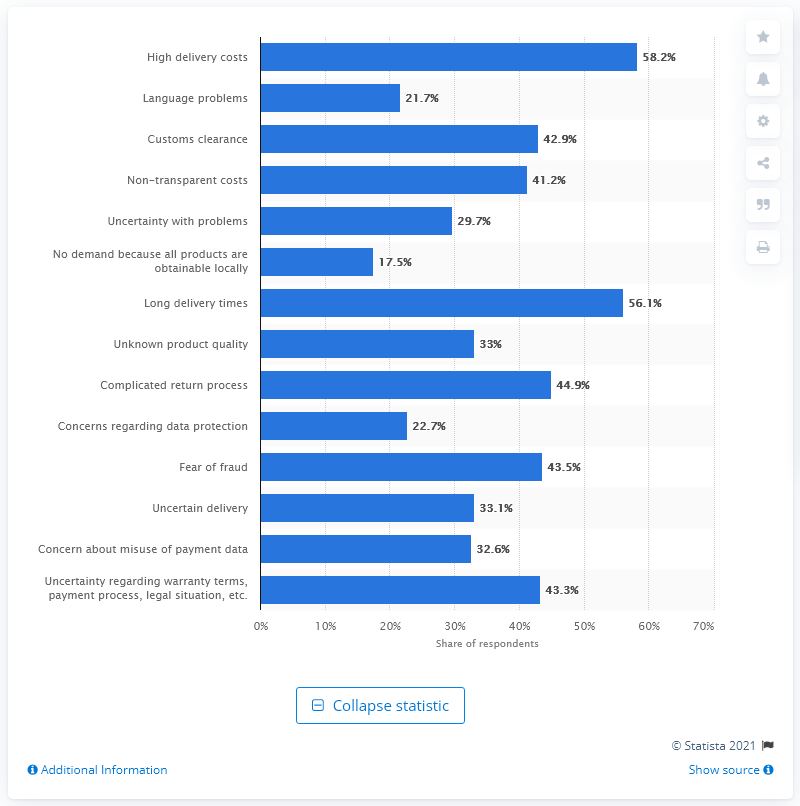 High delivery costs
58.2%
Language problems
21.7%
Customs clearance
42.9%
Non-transparent costs
41.2%
Uncertainty with problems
29.7%
No demand because all products are
obtainable locally
17.5%
Long delivery times
56.1%
Unknown product quality
33%
Complicated return process
44.9%
Concerns regarding data protection
22.7%
Fear of fraud
43.5%
Uncertain delivery
33.1%
Concern about misuse of payment data
32.6%
Uncertainty regarding warranty terms,
payment process, legal situation, etc.
43.3%
0% 10% 20% 30% 40% 50% 60% 70%
Share of respondents
Collapse statistic
© Statista 2021
Additional Information
Show source